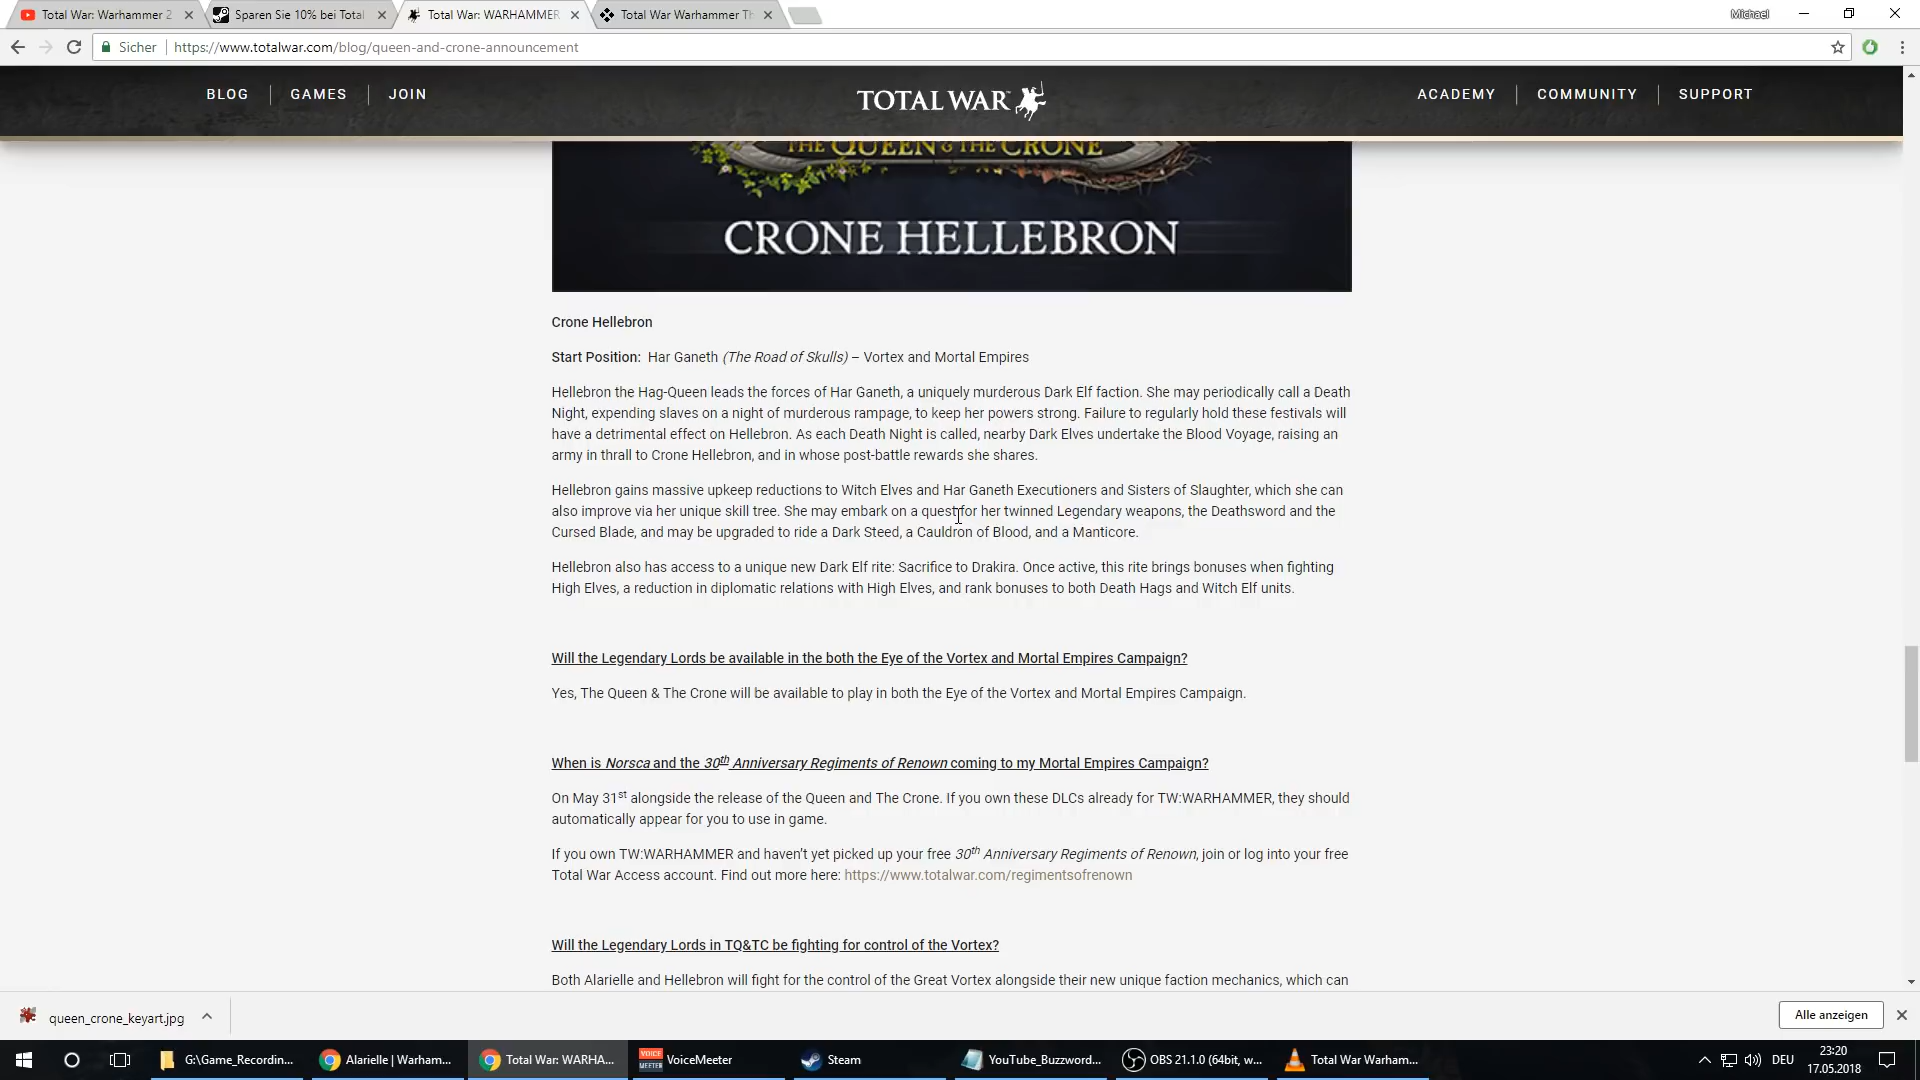 Total War: Warhammer 2
Sparen Sie 10% bei Total
Total War: WARHAMMER
Total War Warhammer Th
Michael
Sicher
https://www.totalwar.com/blog/queen-and-crone-announcement
BLOG
GAMES
JOIN
TOTAL WAR
ACADEMY
COMMUNITY
SUPPORT
THE QUEEN & THE CRONE
CRONE HELLEBRON
Crone Hellebron
Start Position: Har Ganeth (The Road of Skulls) – Vortex and Mortal Empires
Hellebron the Hag-Queen leads the forces of Har Ganeth, a uniquely murderous Dark Elf faction. She may periodically call a Death
Night, expending slaves on a night of murderous rampage, to keep her powers strong. Failure to regularly hold these festivals will
have a detrimental effect on Hellebron. As each Death Night is called, nearby Dark Elves undertake the Blood Voyage, raising an
army in thrall to Crone Hellebron, and in whose post-battle rewards she shares.
Hellebron gains massive upkeep reductions to Witch Elves and Har Ganeth Executioners and Sisters of Slaughter, which she can
also improve via her unique skill tree. She may embark on a quest for her twinned Legendary weapons, the Deathsword and the
Cursed Blade, and may be upgraded to ride a Dark Steed, a Cauldron of Blood, and a Manticore.
Hellebron also has access to a unique new Dark Elf rite: Sacrifice to Drakira. Once active, this rite brings bonuses when fighting
High Elves, a reduction in diplomatic relations with High Elves, and rank bonuses to both Death Hags and Witch Elf units.
Will the Legendary Lords be available in the both the Eye of the Vortex and Mortal Empires Campaign?
Yes, The Queen & The Crone will be available to play in both the Eye of the Vortex and Mortal Empires Campaign.
When is Norsca and the 30th Anniversary Regiments of Renown coming to my Mortal Empires Campaign?
On May 31st alongside the release of the Queen and The Crone. If you own these DLCs already for TW:WARHAMMER, they should
automatically appear for you to use in game.
If you own TW:WARHAMMER and haven't yet picked up your free 30th Anniversary Regiments of Renown, join or log into your free
Total War Access account. Find out more here: https://www.totalwar.com/regimentsofrenown
Will the Legendary Lords in TQ&TC be fighting for control of the Vortex?
Both Alarielle and Hellebron will fight for the control of the Great Vortex alongside their new unique faction mechanics, which can
queen_crone_keyart.jpg
Alle anzeigen
G:\Game_Recordin...
Alarielle | Warham...
Total War: WARHA...
VOICE MEETER
VoiceMeeter
Steam
YouTube_Buzzword...
OBS 21.1.0 (64bit, w...
Total War Warham...
DEU
23:20
17.05.2018